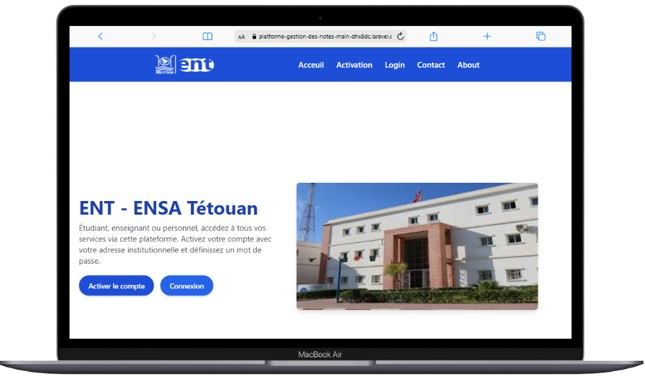 AA platforme-gestion-des-notes-main-dhx8dc.laravel.c
ent
Acceuil Activation Login Contact About
ENT - ENSA Tétouan
Étudiant, enseignant ou personnel, accédez à tous vos
services via cette plateforme. Activez votre compte avec
votre adresse institutionnelle et définissez un mot de
passe.
Activer le compte Connexion
MacBook Air